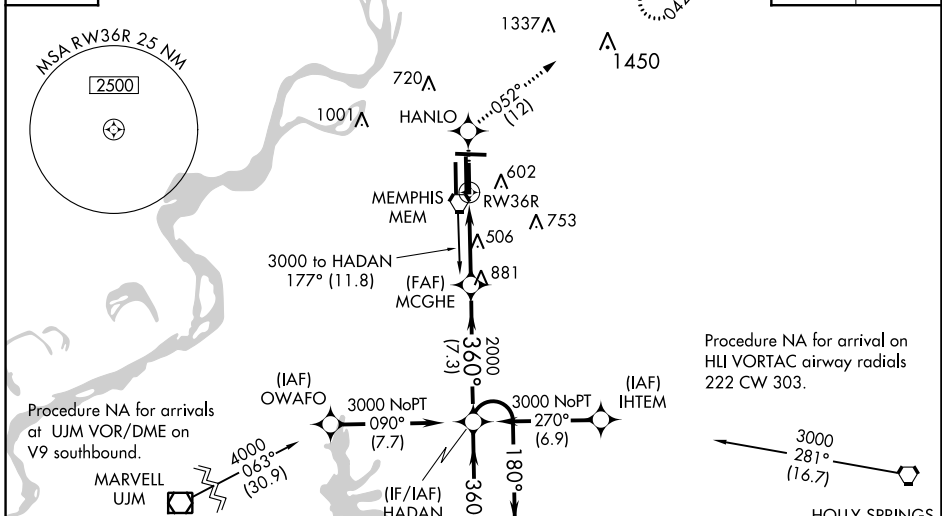 MSA RW36R 25 NM
2500
1337
1450
042
720
1001
HANLO
052°
(12)
602
MEMPHIS
MEM
RW36R
753
506
3000 to HADAN
177° (11.8)
(FAF)
MCGHE
881
2000
360°
(7.3)
Procedure NA for arrival on
HLI VORTAC airway radials
222 CW 303.
(IAF)
OWAFO
(IAF)
IHTEM
3000 NoPT
090°
(7.7)
3000 NoPT
270°
(6.9)
Procedure NA for arrivals
at UJM VOR/DME on
V9 southbound.
MARVELL
UJM
4000
063°
(30.9)
(IF/IAF)
HADAN
360
180°
3000
281°
(16.7)
HOLLY SPRINGS